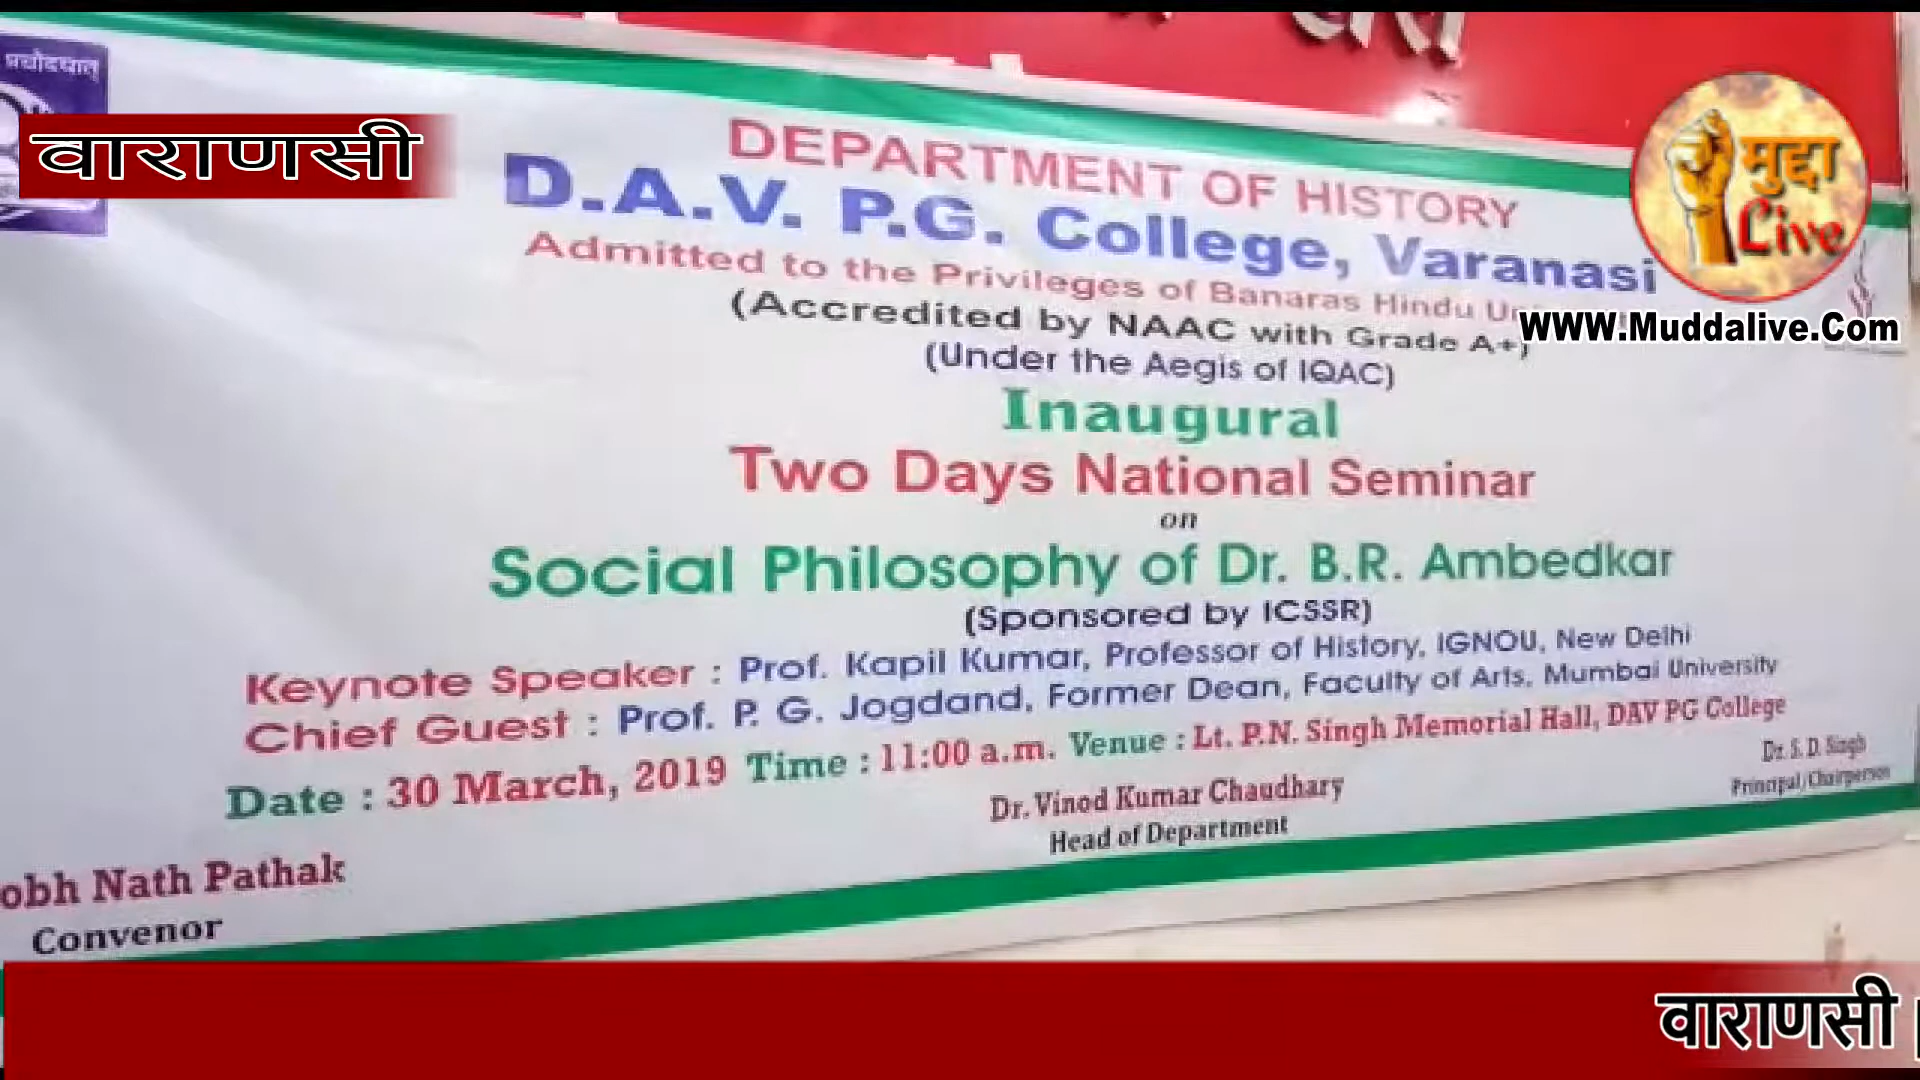 प्रचोदयात्
वाराणसी
मुद्दा
Live
WWW.Muddalive.Com
DEPARTMENT OF HISTORY
D.A.V. P.G. College, Varanasi
Admitted to the Privileges of Banaras Hindu
(Accredited by NAAC with Grade A+)
(Under the Aegis of IQAC)
Inaugural
Two Days National Seminar
on
Social Philosophy of Dr. B.R. Ambedkar
(Sponsored by ICSSR)
Keynote Speaker : Prof. Kapil Kumar, Professor of History, IGNOU, New Delhi
Chief Guest : Prof. P. G. Jogdand, Former Dean, Faculty of Arts, Mumbai University
Date : 30 March, 2019 Time : 11:00 a.m. Venue : Lt. P.N. Singh Memorial Hall, DAV PG College
Dr. S. D. Singh
Principal/Chairperson
Dr. Vinod Kumar Chaudhary
Head of Department
obh Nath Pathak
Convenor
वाराणसी